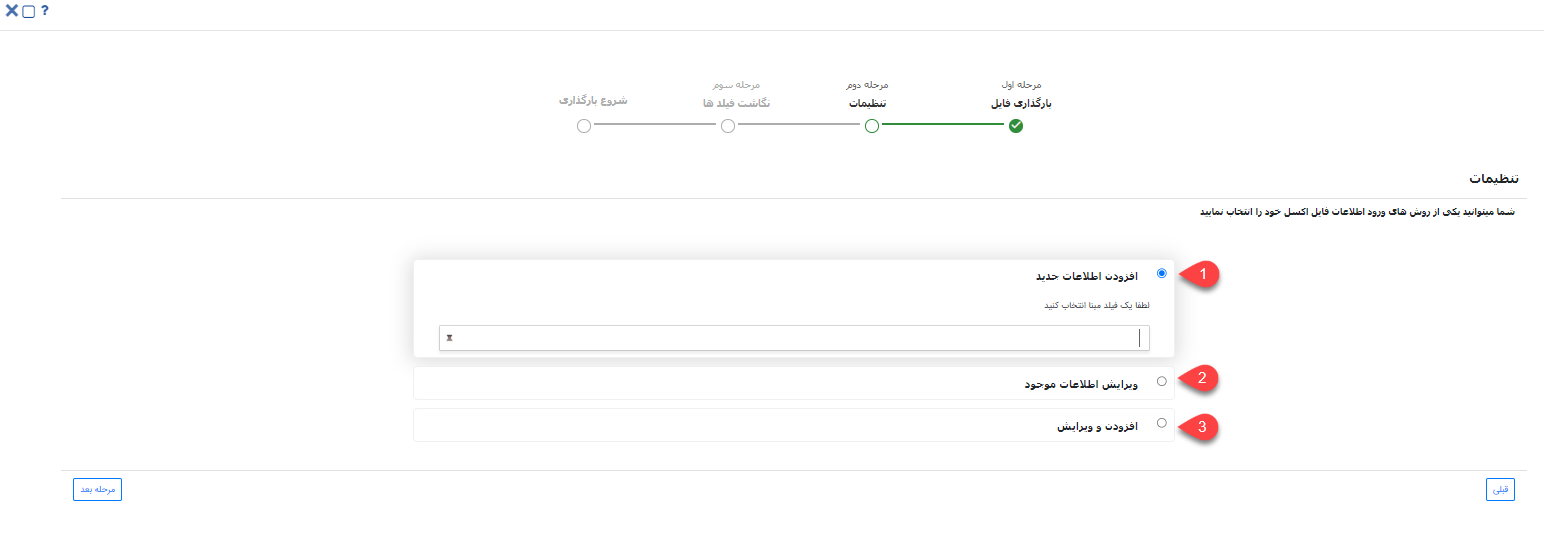 ?
مرحله اول
بارگذاری فایل
مرحله دوم
تنظیمات
مرحله سوم
نگاشت فیلد ها
شروع بارگذاری
تنظیمات
شما میتوانید یکی از روش های ورود اطلاعات فایل اکسل خود را انتخاب نمایید
افزودن اطلاعات جدید
1
لطفا یک فیلد مبنا انتخاب کنید
ویرایش اطلاعات موجود
2
افزودن و ویرایش
3
قبلی
مرحله بعد